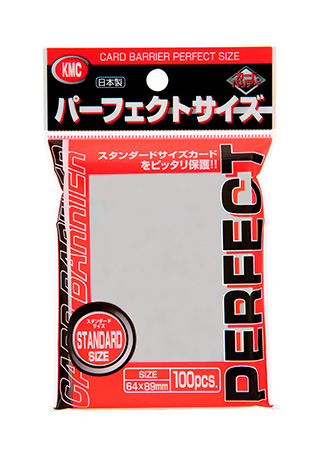 CARD BARRIER PERFECT SIZE
KMC
日本製
パーフェクトサイズ
スタンダードサイズカード
をピッタリ保護!!
CARD BARRIER
PERFECT
スタンダード
サイズ
STANDARD
SIZE
SIZE
64×89mm
100pcs.